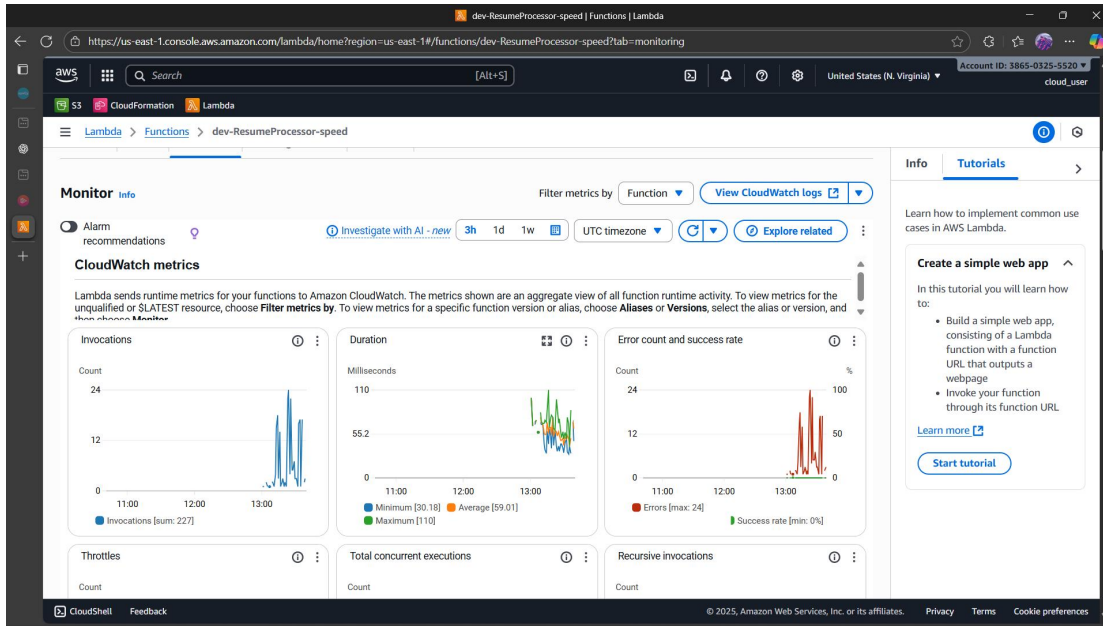 dev-ResumeProcessor-speed | Functions | Lambda
https://us-east-1.console.aws.amazon.com/lambda/home?region=us-east-1#/functions/dev-ResumeProcessor-speed?tab=monitoring
aws
Search
[Alt+S]
United States (N. Virginia)
Account ID: 3865-0325-5520
cloud_user
S3 CloudFormation Lambda
Lambda > Functions > dev-ResumeProcessor-speed
Info Tutorials
Monitor Info
Filter metrics by Function
View CloudWatch logs
Alarm
recommendations
Investigate with AI - new
3h 1d 1w
UTC timezone
Explore related
CloudWatch metrics
Lambda sends runtime metrics for your functions to Amazon CloudWatch. The metrics shown are an aggregate view of all function runtime activity. To view metrics for the
unqualified or $LATEST resource, choose Filter metrics by. To view metrics for a specific function version or alias, choose Aliases or Versions, select the alias or version, and
then choose Monitor
Invocations
Count
24
12
0
11:00 12:00 13:00
Invocations [sum: 227]
Duration
Milliseconds
110
55.2
0
11:00 12:00 13:00
Minimum [30.18] Average [59.01]
Maximum [110]
Error count and success rate
Count %
24 100
12 50
0 0
11:00 12:00 13:00
Errors [max: 24]
Success rate [min: 0%]
Throttles
Count
Total concurrent executions
Count
Recursive invocations
Count
Learn how to implement common use
cases in AWS Lambda.
Create a simple web app
In this tutorial you will learn how
to:
• Build a simple web app,
consisting of a Lambda
function with a function
URL that outputs a
webpage
• Invoke your function
through its function URL
Learn more
Start tutorial
CloudShell Feedback
© 2025, Amazon Web Services, Inc. or its affiliates. Privacy Terms Cookie preferences